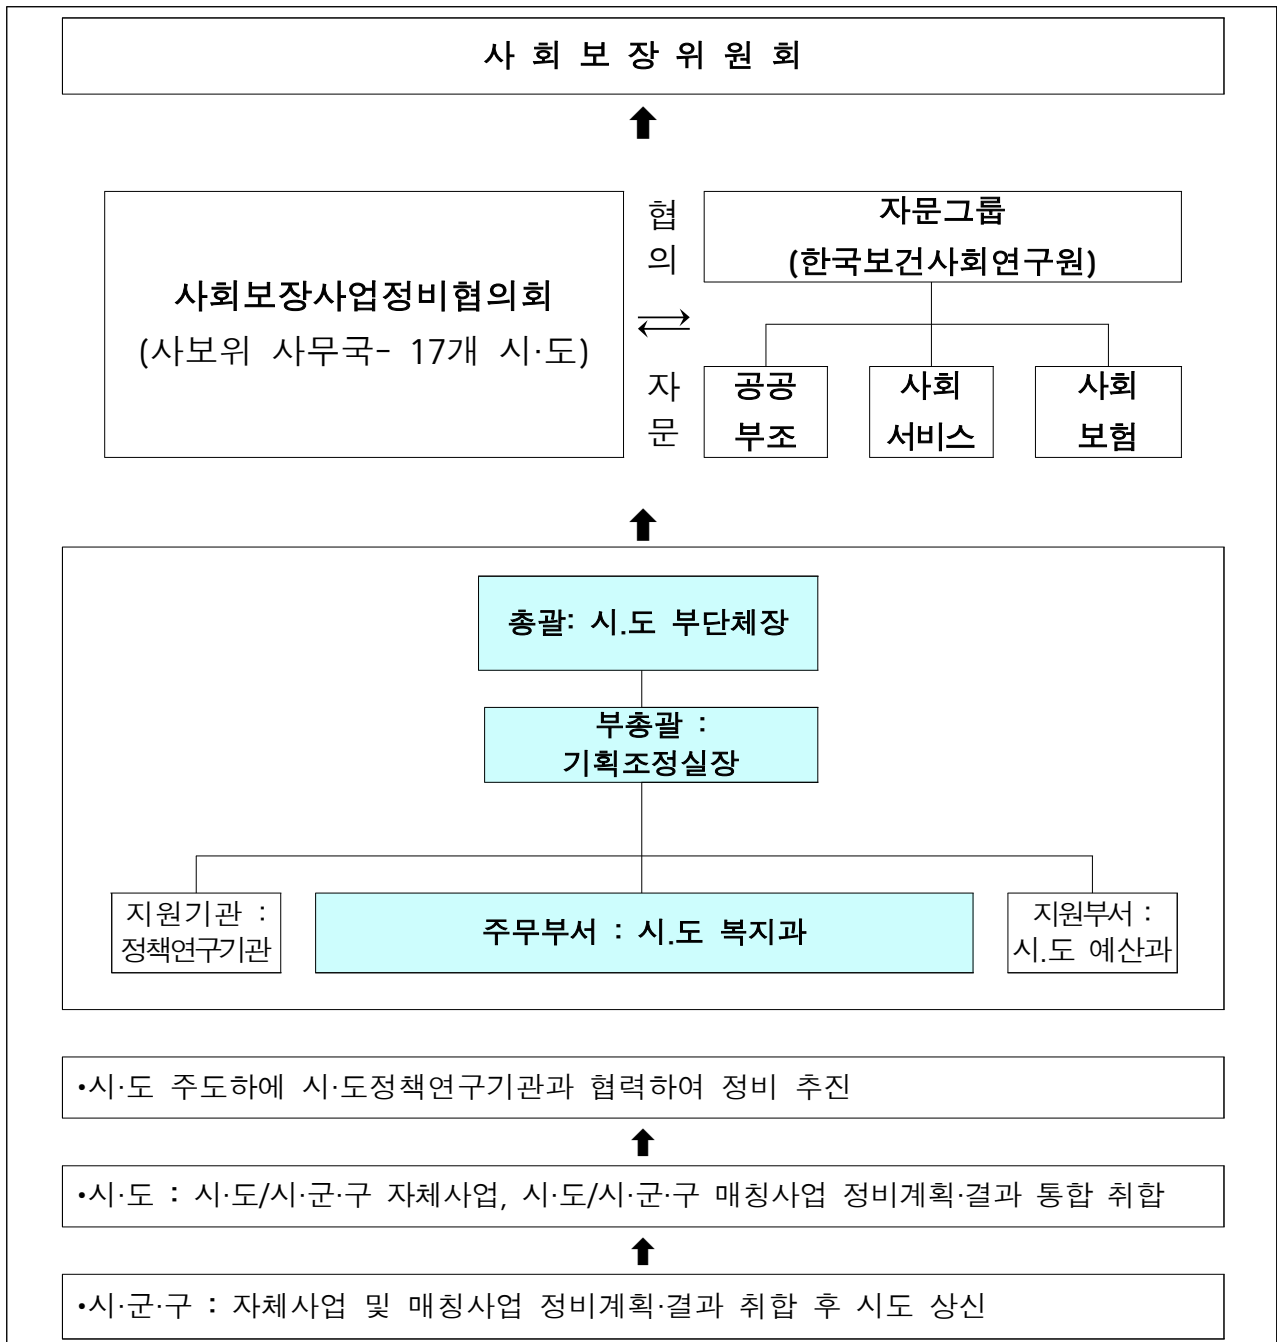 사 회 보 장 위 원 회
사회보장사업정비협의회
(사보위 사무국- 17개 시·도)
협
의
자
문
자문그룹
(한국보건사회연구원)
공공
부조
사회
서비스
사회
보험
총괄: 시.도 부단체장
부총괄 :
기획조정실장
지원기관 :
정책연구기관
주무부서 : 시.도 복지과
지원부서 :
시.도 예산과
•시·도 주도하에 시·도정책연구기관과 협력하여 정비 추진
•시·도 : 시·도/시·군·구 자체사업, 시·도/시·군·구 매칭사업 정비계획·결과 통합 취합
•시·군·구 : 자체사업 및 매칭사업 정비계획·결과 취합 후 시도 상신